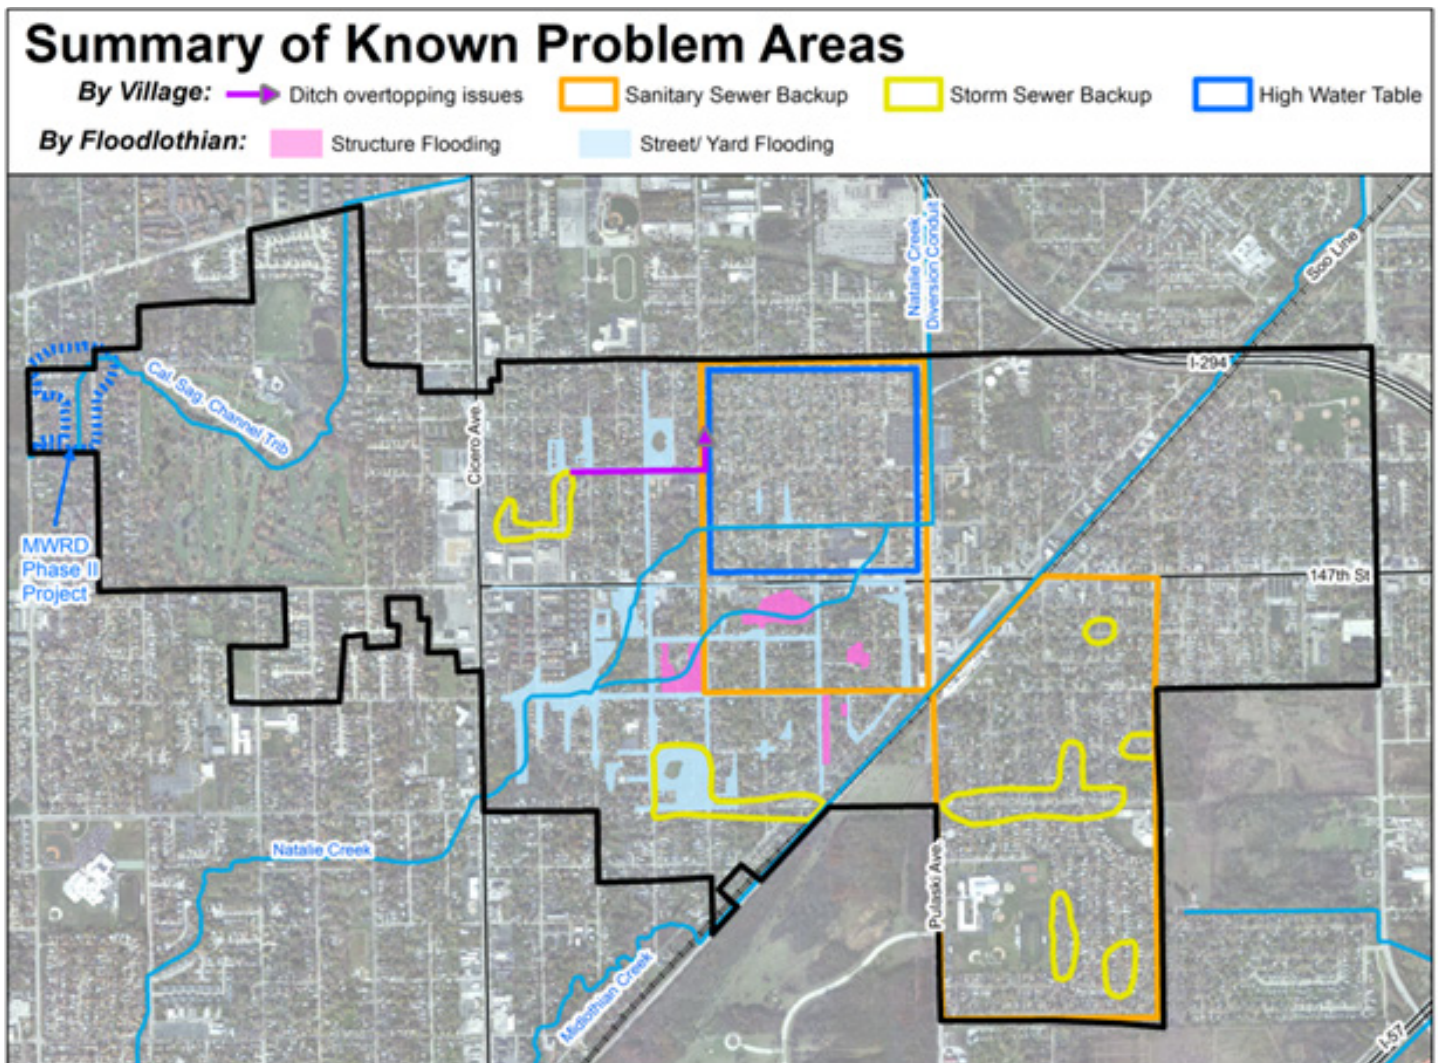 Summary of Known Problem Areas
By Village: Ditch overtopping issues Sanitary Sewer Backup Storm Sewer Backup High Water Table
By Floodlothian: Structure Flooding Street/ Yard Flooding
Natalie Creek
Diversion Conduit
Soo Line
I-294
Cal. Sag. Channel Trib
Cicero Ave.
MWRD
Phase II
Project
147th St
Natalie Creek
Pulaski Ave.
Midlothian Creek
I-57